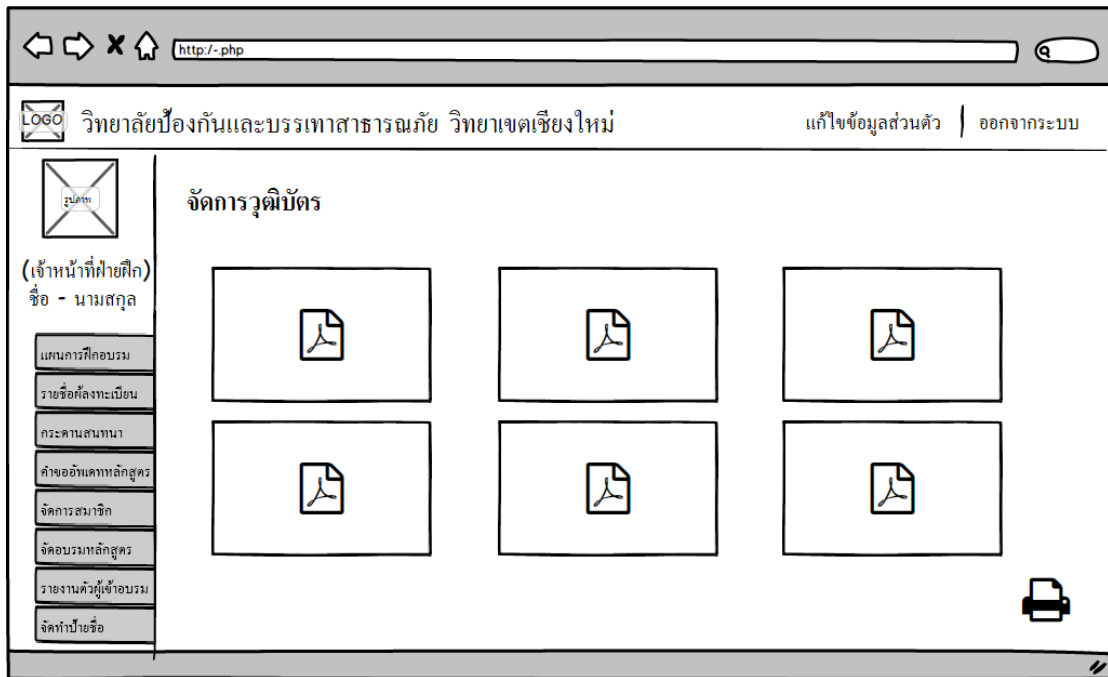 http:/-.php
LOGO วิทยาลัยป้องกันและบรรเทาสาธารณภัย วิทยาเขตเชียงใหม่ แก้ไขข้อมูลส่วนตัว ออกจากระบบ
รูปภาพ
จัดการวุฒิบัตร
(เจ้าหน้าที่ฝ่ายฝึก)
ชื่อ - นามสกุล
แผนการฝึกอบรม
รายชื่อผู้ลงทะเบียน
กระดานสนทนา
คำขออัพเดทหลักสูตร
จัดการสมาชิก
จัดอบรมหลักสูตร
รายงานตัวผู้เข้าอบรม
จัดทำป้ายชื่อ